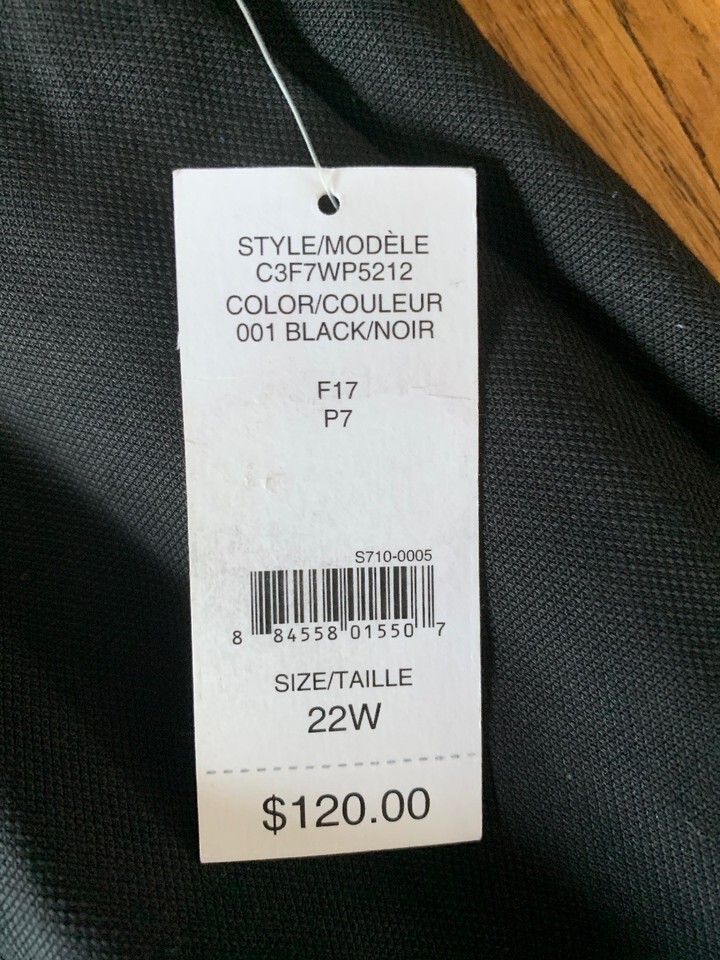 STYLE/MODÈLE
C3F7WP5212
COLOR/COULEUR
001 BLACK/NOIR
F17
P7
S710-0005
8 84558 01550 7
SIZE/TAILLE
22W
$120.00